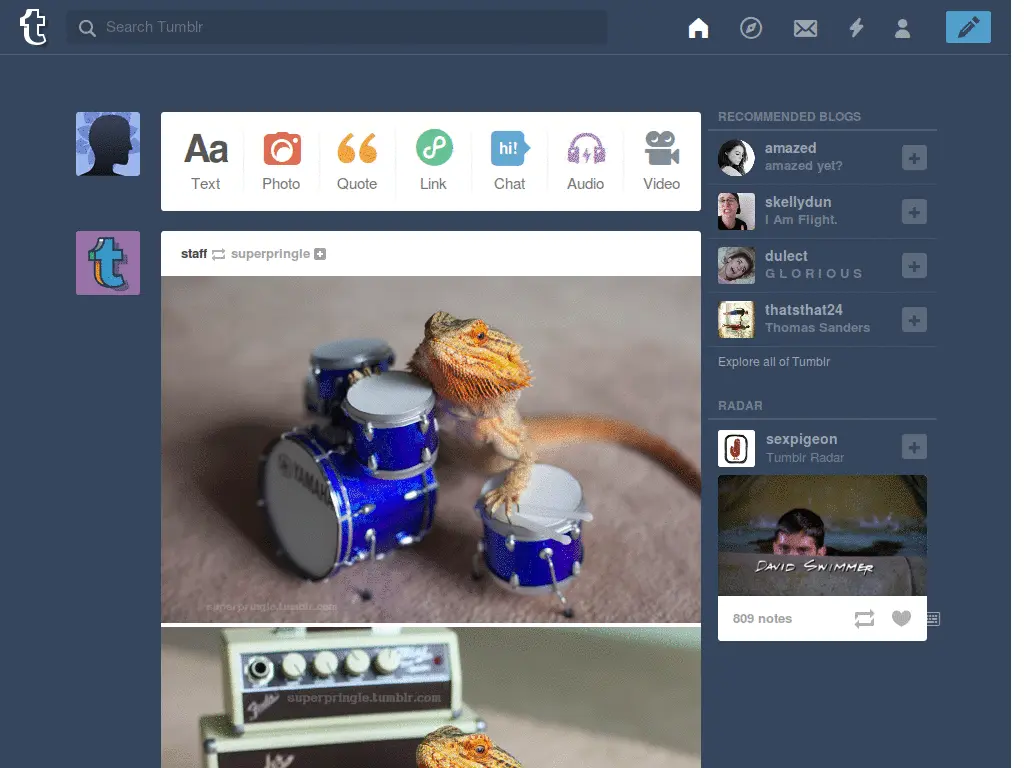 t
Search Tumblr
Aa
hi!
Text
Photo
Quote
Link
Chat
Audio
Video
t
staff superpringle
YAMAHA
superpringle.tumblr.com
superpringle.tumblr.com
Fender
RECOMMENDED BLOGS
amazed
amazed yet?
skellydun
I Am Flight.
dulect
G L O R I O U S
thatsthat24
Thomas Sanders
Explore all of Tumblr
RADAR
sexpigeon
Tumblr Radar
DAVID SWIMMER
809 notes